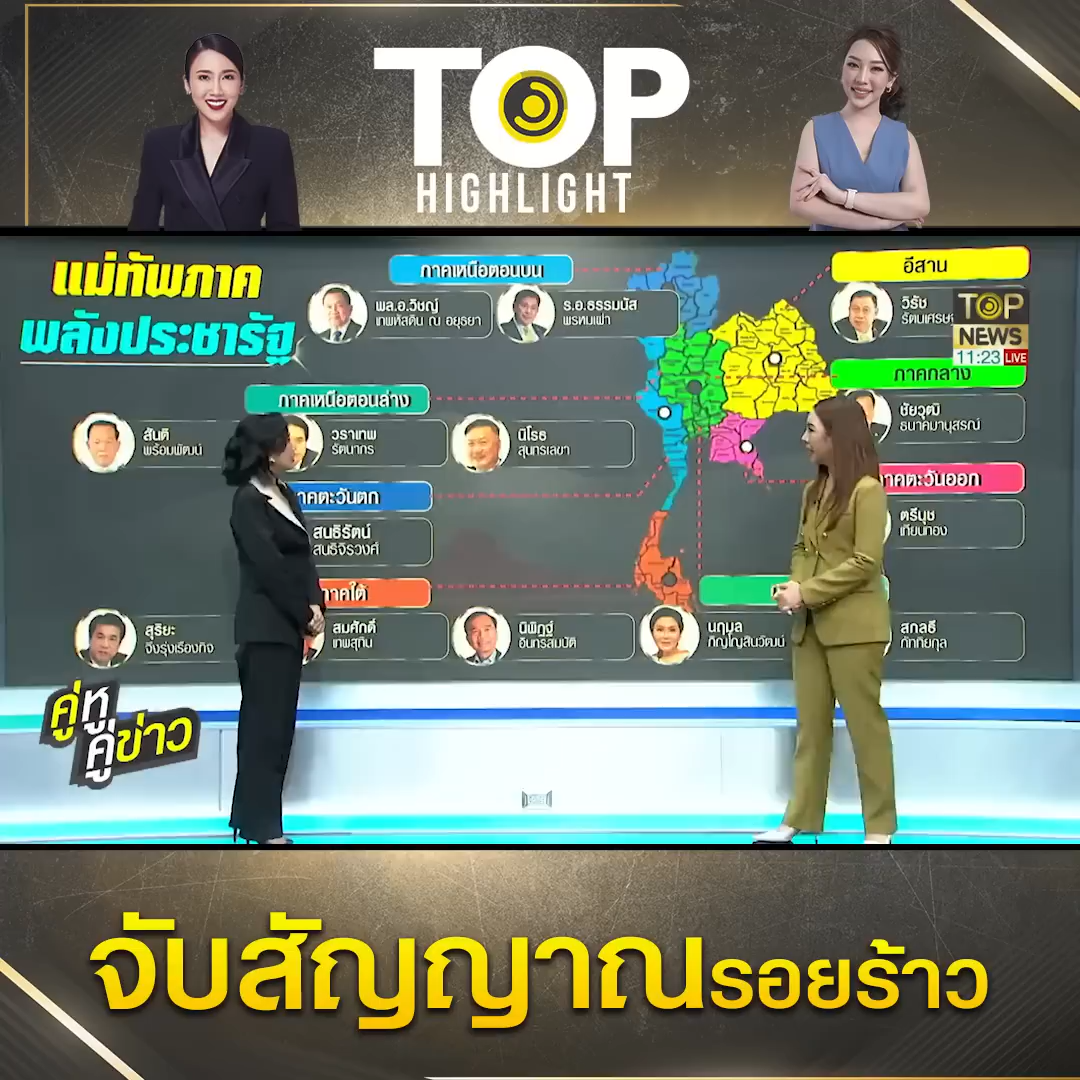 TOP
HIGHLIGHT
แม่ทัพภาค
พลังประชารัฐ
ภาคเหนือตอนบน
พล.อ.วิชญ์
เทพหัสดิน ณ อยุธยา
ร.อ.ธรรมนัส
พรหมเผ่า
อีสาน
วิรัช
TOP
NEWS
11:23 LIVE
ภาคกลาง
ชัยวุฒิ
ธนาคมานุสรณ์
ภาคเหนือตอนล่าง
สันติ
พร้อมพัฒน์
วราเทพ
รัตนากร
นิโรธ
สุนทรเลขา
ภาคตะวันตก
สนธิรัตน์
สนธิจิรวงศ์
ภาคตะวันออก
ตรีนุช
เทียนทอง
ภาคใต้
สุริยะ
จึงรุ่งเรืองกิจ
สมศักดิ์
เทพสุทิน
นิพิฏฐ์
อินทรสมบัติ
นฤมล
ภิญโญสินวัฒน์
สกลธี
ภัททิยกุล
คู่หู
คู่ข่าว
จับสัญญาณรอยร้าว